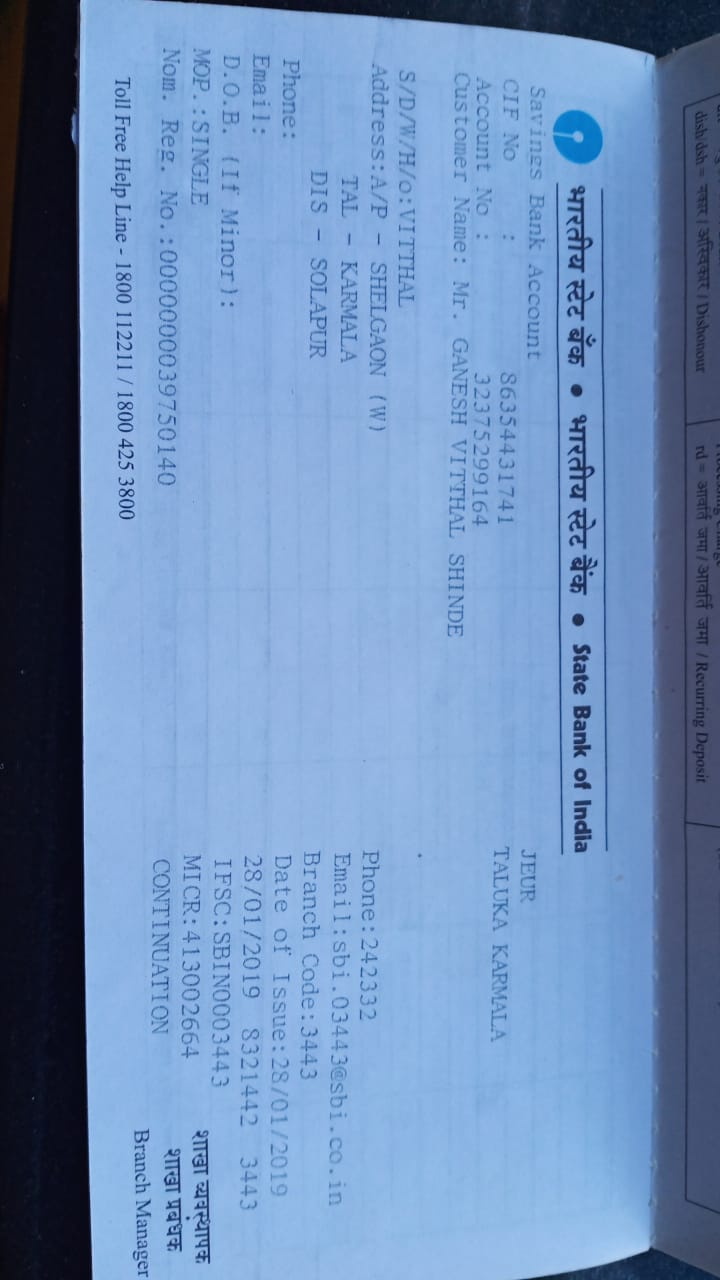 dish/dsh = नकार / अस्विकार / Dishonour
rd = आवर्ति जमा / आवर्ति जमा / Recurring Deposit
भारतीय स्टेट बँक • भारतीय स्टेट बैंक • State Bank of India
Savings Bank Account
CIF No : 86354431741
Account No : 32375299164
Customer Name: Mr. GANESH VITTHAL SHINDE
S/D/W/H/o:VITTHAL
Address:A/P - SHELGAON (W)
TAL - KARMALA
DIS - SOLAPUR
Phone:
Email:
D.O.B. (If Minor):
MOP.:SINGLE
Nom. Reg. No.:0000000039750140
Toll Free Help Line - 1800 112211 / 1800 425 3800
JEUR
TALUKA KARMALA
Phone:242332
Email:sbi.03443@sbi.co.in
Branch Code:3443
Date of Issue:28/01/2019
28/01/2019 8321442 3443
IFSC:SBIN0003443
MICR:413002664
CONTINUATION
शाखा व्यवस्थापक
शाखा प्रबंधक
Branch Manager